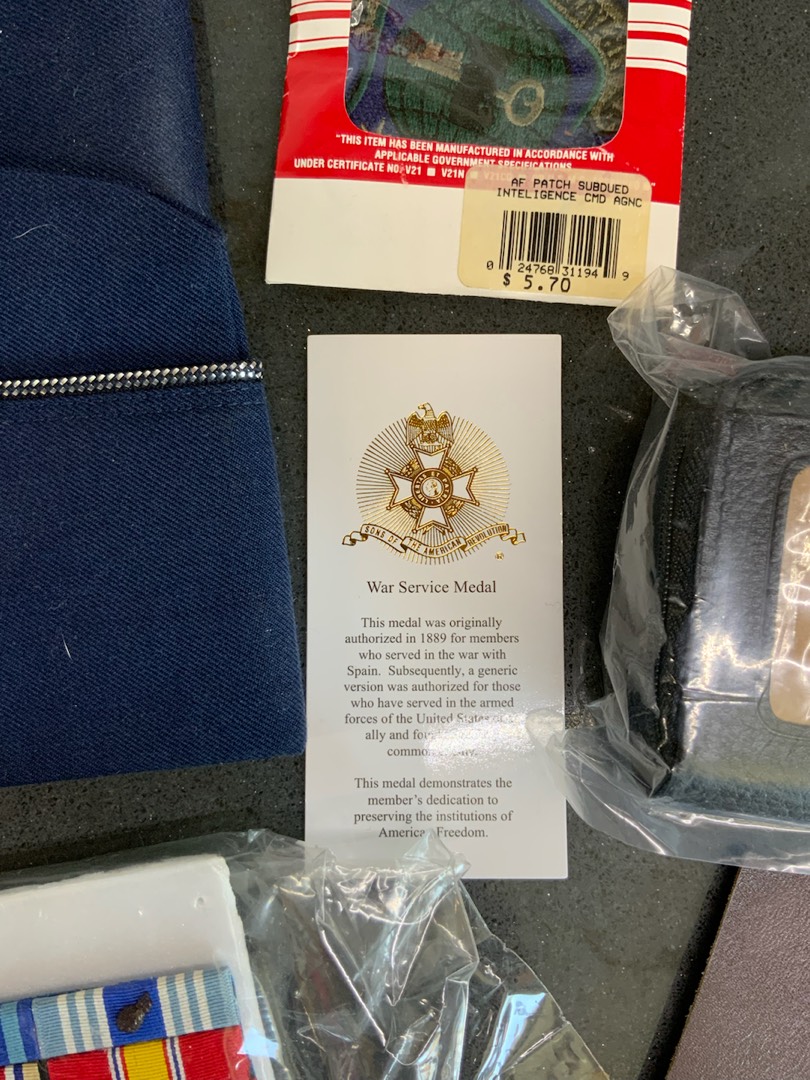 "THIS ITEM HAS BEEN MANUFACTURED IN ACCORDANCE WITH
APPLICABLE GOVERNMENT SPECIFICATIONS
UNDER CERTIFICATE NO. V21 V21N
AF PATCH SUBDUED
INTELIGENCE CMD AGNC
0 24768 31194 9
$ 5.70
SONS OF THE AMERICAN REVOLUTION
War Service Medal
This medal was originally
authorized in 1889 for members
who served in the war with
Spain. Subsequently, a generic
version was authorized for those
who have served in the armed
forces of the United States
ally and
This medal demonstrates the
member's dedication to
preserving the institutions of
America Freedom.